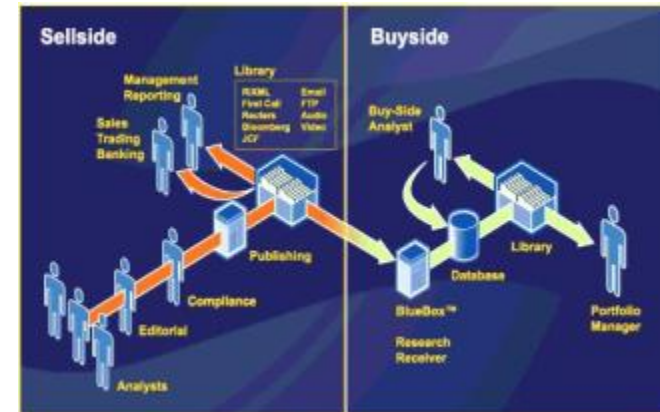 Sellside
Buyside
Management
Reporting
Sales
Trading
Banking
Library
RIXML Email
First Call FTP
Reuters Audio
Bloomberg Video
JCF
Publishing
Compliance
Editorial
Analysts
Buy-Side
Analyst
Library
Database
BlueBox™
Research
Receiver
Portfolio
Manager